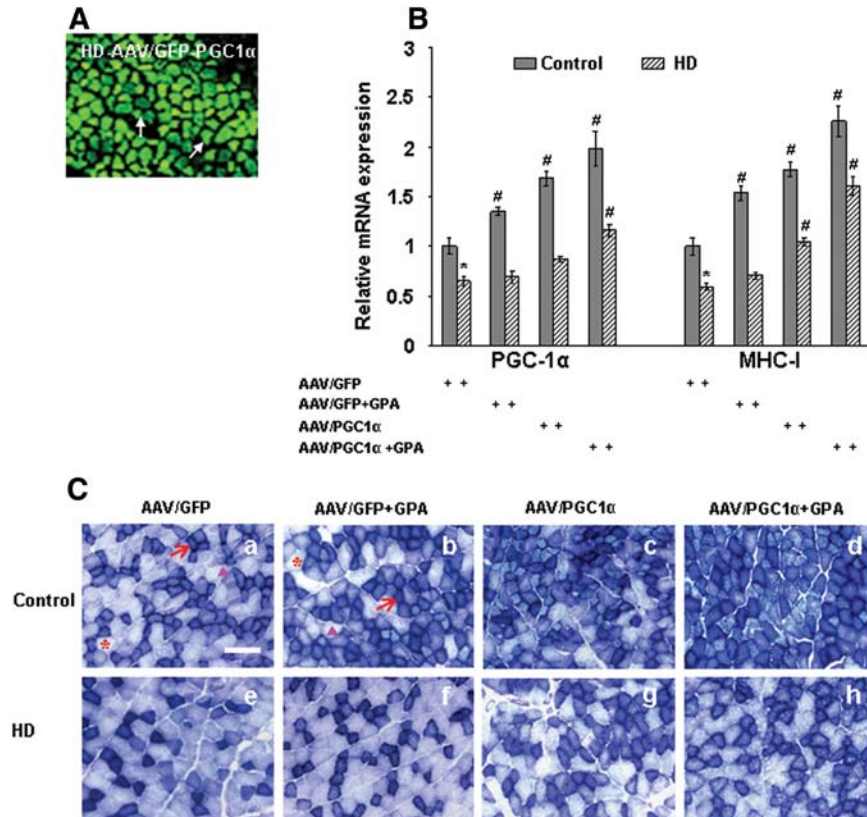 A
HD-AAV/GFP-PGC1α
B
Relative mRNA expression
3
2.5
2
1.5
1
0.5
0
Control HD
* # # # #
* # # # # #
PGC-1α MHC-I
AAV/GFP + + + +
AAV/GFP+GPA + + + +
AAV/PGC1α + + + +
AAV/PGC1α +GPA + + + +
C
AAV/GFP AAV/GFP+GPA AAV/PGC1α AAV/PGC1α+GPA
Control
a b c d
* *
HD
e f g h